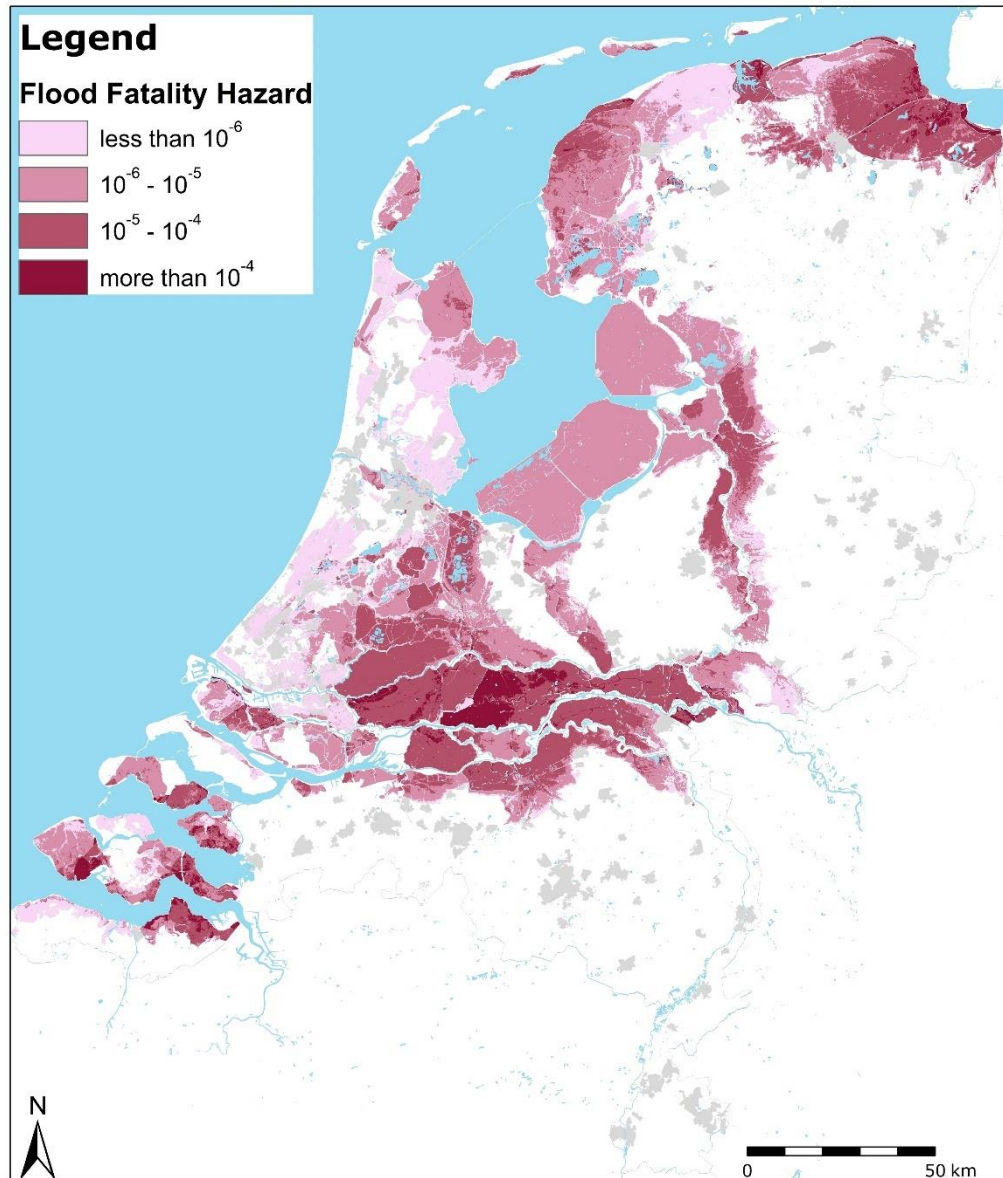 Legend
Flood Fatality Hazard
less than 10⁻⁶
10⁻⁶ - 10⁻⁵
10⁻⁵ - 10⁻⁴
more than 10⁻⁴
N
0 50 km